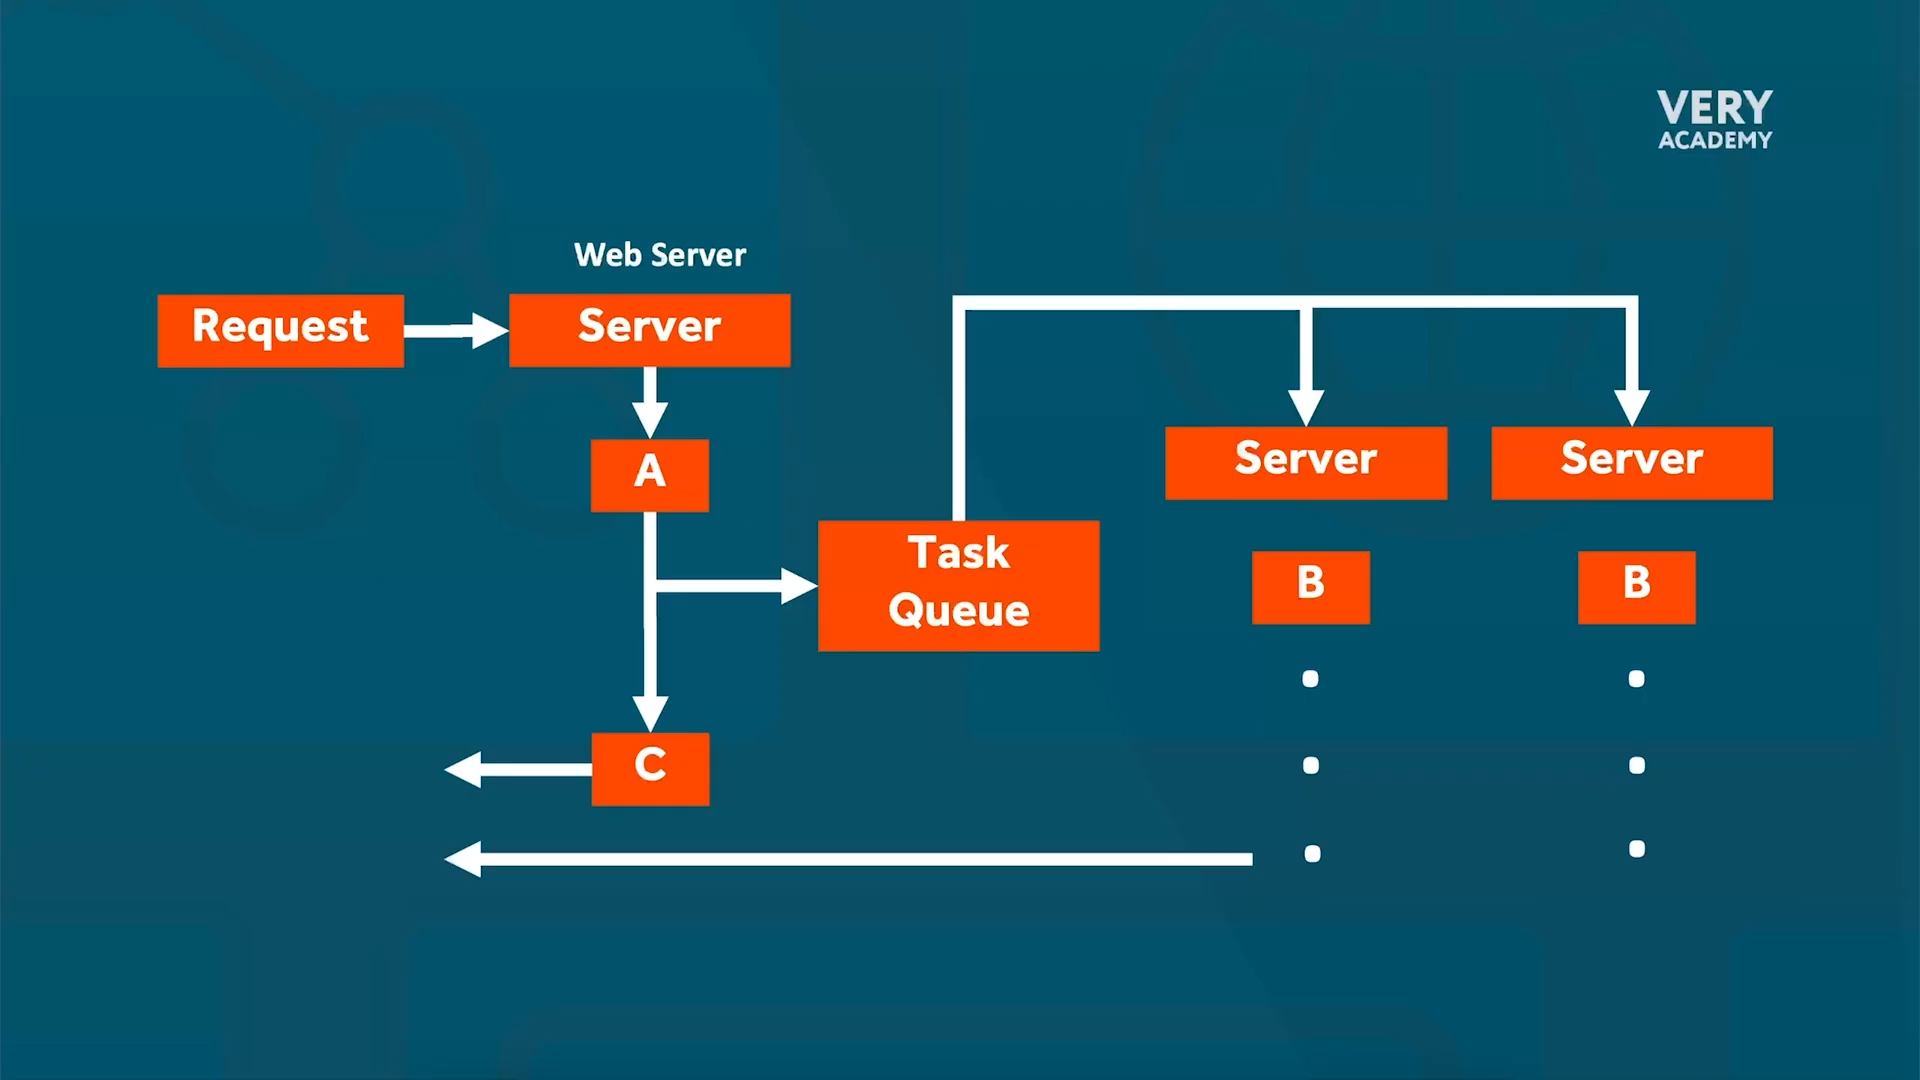 VERY
ACADEMY
Web Server
Request
Server
A
Task
Queue
C
Server
Server
B
B